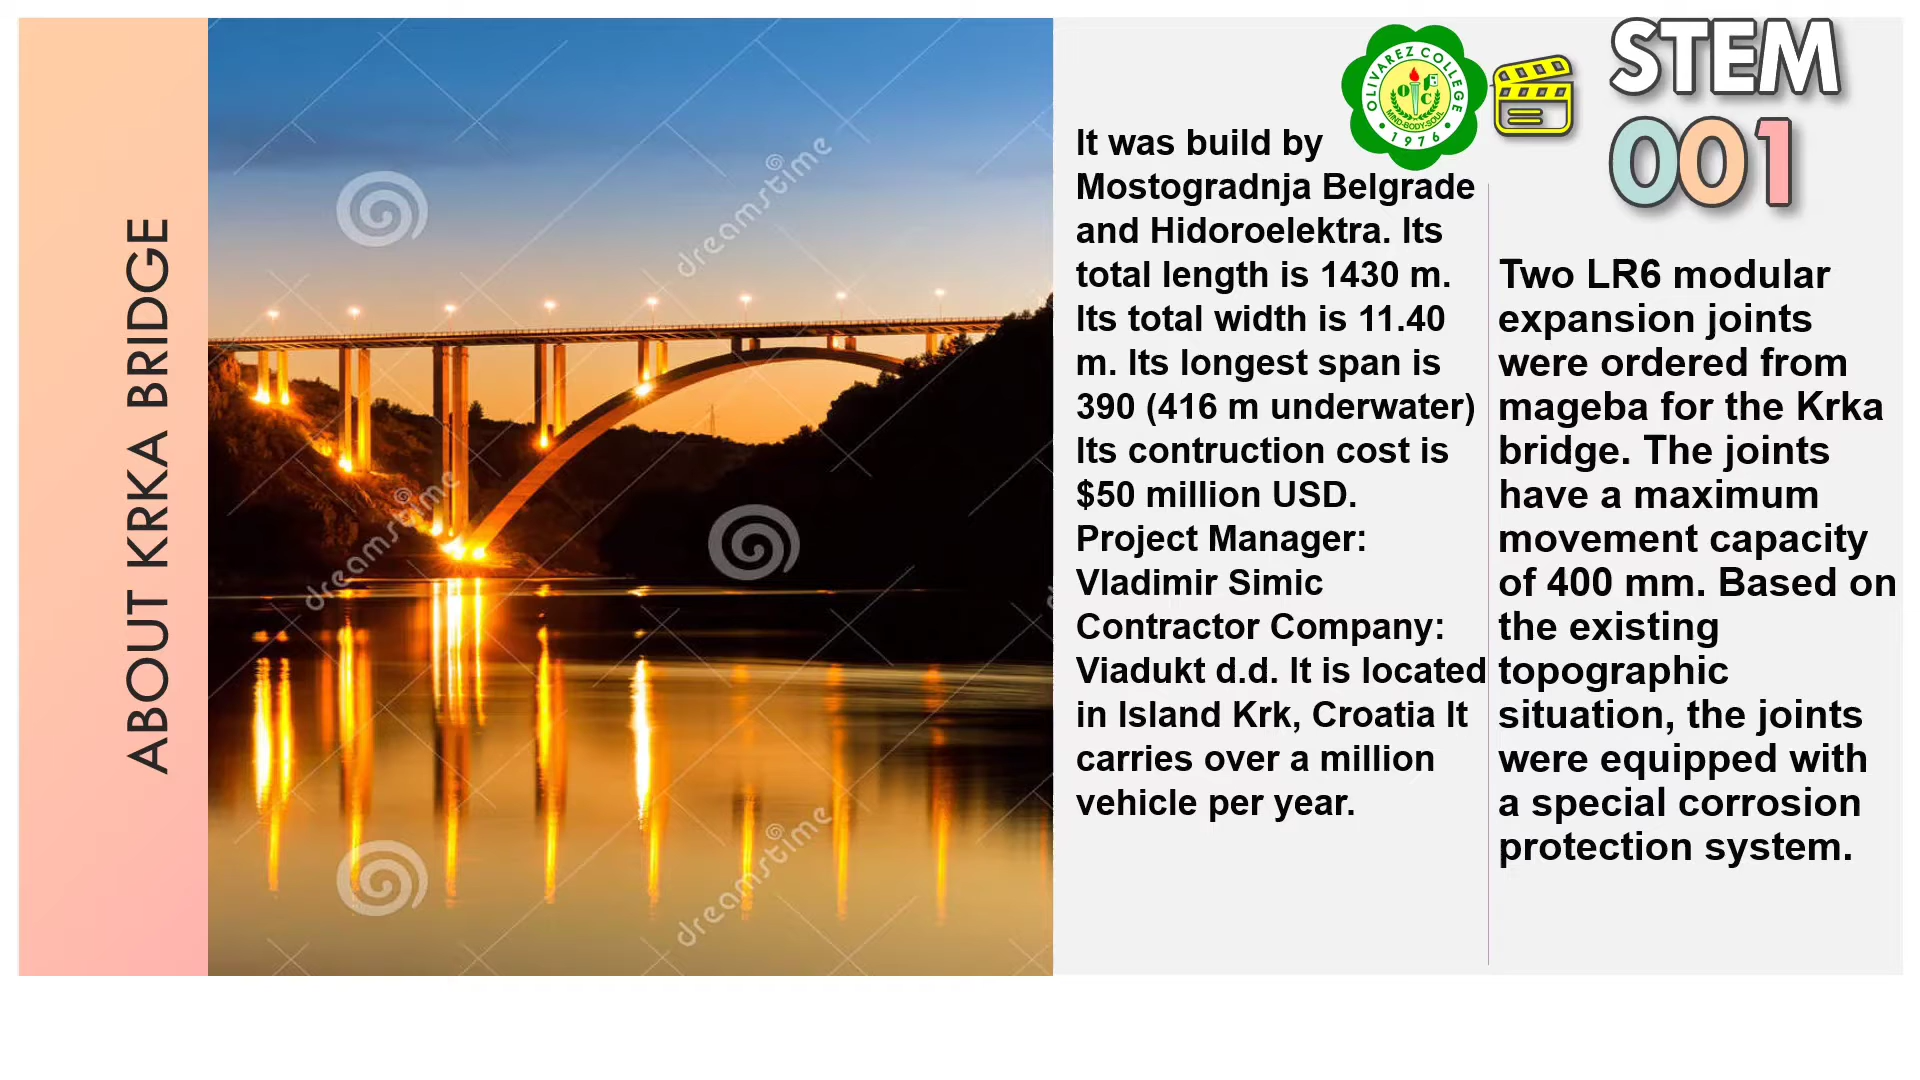 ABOUT KRKA BRIDGE
dreamstime
dreamstime
dreamstime
OLIVAREZ COLLEGE
O C
MIND-BODY-SOUL
• 1976 •
STEM
001
It was build by
Mostogradnja Belgrade
and Hidoroelektra. Its
total length is 1430 m.
Its total width is 11.40
m. Its longest span is
390 (416 m underwater)
Its contruction cost is
$50 million USD.
Project Manager:
Vladimir Simic
Contractor Company:
Viadukt d.d. It is located
in Island Krk, Croatia It
carries over a million
vehicle per year.
Two LR6 modular
expansion joints
were ordered from
mageba for the Krka
bridge. The joints
have a maximum
movement capacity
of 400 mm. Based on
the existing
topographic
situation, the joints
were equipped with
a special corrosion
protection system.